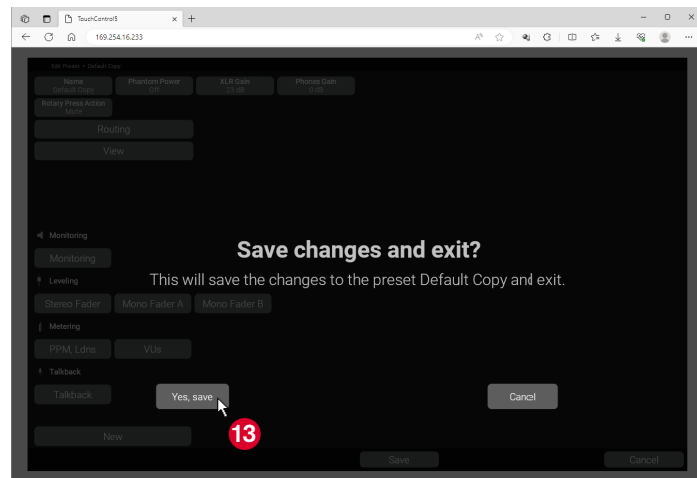 TouchControl5
169.254.16.233
Edit Preset > Default Copy
Name
Default Copy
Phantom Power
Off
XLR Gain
23 dB
Phones Gain
0 dB
Rotary Press Action
Mute
Routing
View
Monitoring
Monitoring
Save changes and exit?
This will save the changes to the preset Default Copy and exit.
Leveling
Stereo Fader
Mono Fader A
Mono Fader B
Metering
PPM, Ldns
VUs
Talkback
Talkback
Yes, save
Cancel
13
New
Save
Cancel